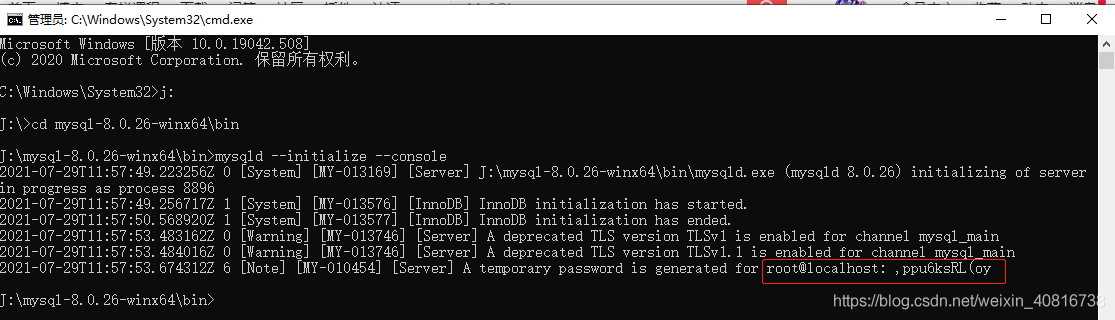 管理员: C:\Windows\System32\cmd.exe
Microsoft Windows [版本 10.0.19042.508]
(c) 2020 Microsoft Corporation. 保留所有权利。
C:\Windows\System32>j:
J:\>cd mysql-8.0.26-winx64\bin
J:\mysql-8.0.26-winx64\bin>mysqld --initialize --console
2021-07-29T11:57:49.223256Z 0 [System] [MY-013169] [Server] J:\mysql-8.0.26-winx64\bin\mysqld.exe (mysqld 8.0.26) initializing of server
in progress as process 8896
2021-07-29T11:57:49.256717Z 1 [System] [MY-013576] [InnoDB] InnoDB initialization has started.
2021-07-29T11:57:50.568920Z 1 [System] [MY-013577] [InnoDB] InnoDB initialization has ended.
2021-07-29T11:57:53.483162Z 0 [Warning] [MY-013746] [Server] A deprecated TLS version TLSv1 is enabled for channel mysql_main
2021-07-29T11:57:53.484016Z 0 [Warning] [MY-013746] [Server] A deprecated TLS version TLSv1.1 is enabled for channel mysql_main
2021-07-29T11:57:53.674312Z 6 [Note] [MY-010454] [Server] A temporary password is generated for root@localhost: ,ppu6ksRL(oy
J:\mysql-8.0.26-winx64\bin>
https://blog.csdn.net/weixin_40816738